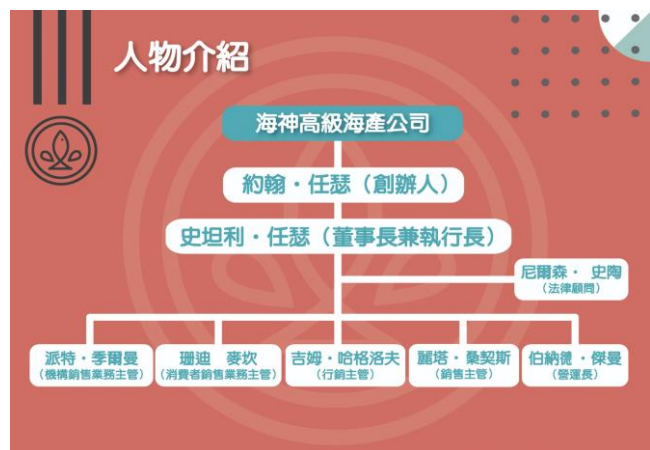 人物介紹
海神高級海產公司
約翰・任瑟（創辦人）
史坦利・任瑟（董事長兼執行長）
尼爾森・ 史陶
（法律顧問）
派特・季爾曼
（機構銷售業務主管）
珊迪　麥坎
（消費者銷售業務主管）
吉姆・哈格洛夫
（行銷主管）
麗塔・桑契斯
（銷售主管）
伯納德・傑曼
（營運長）